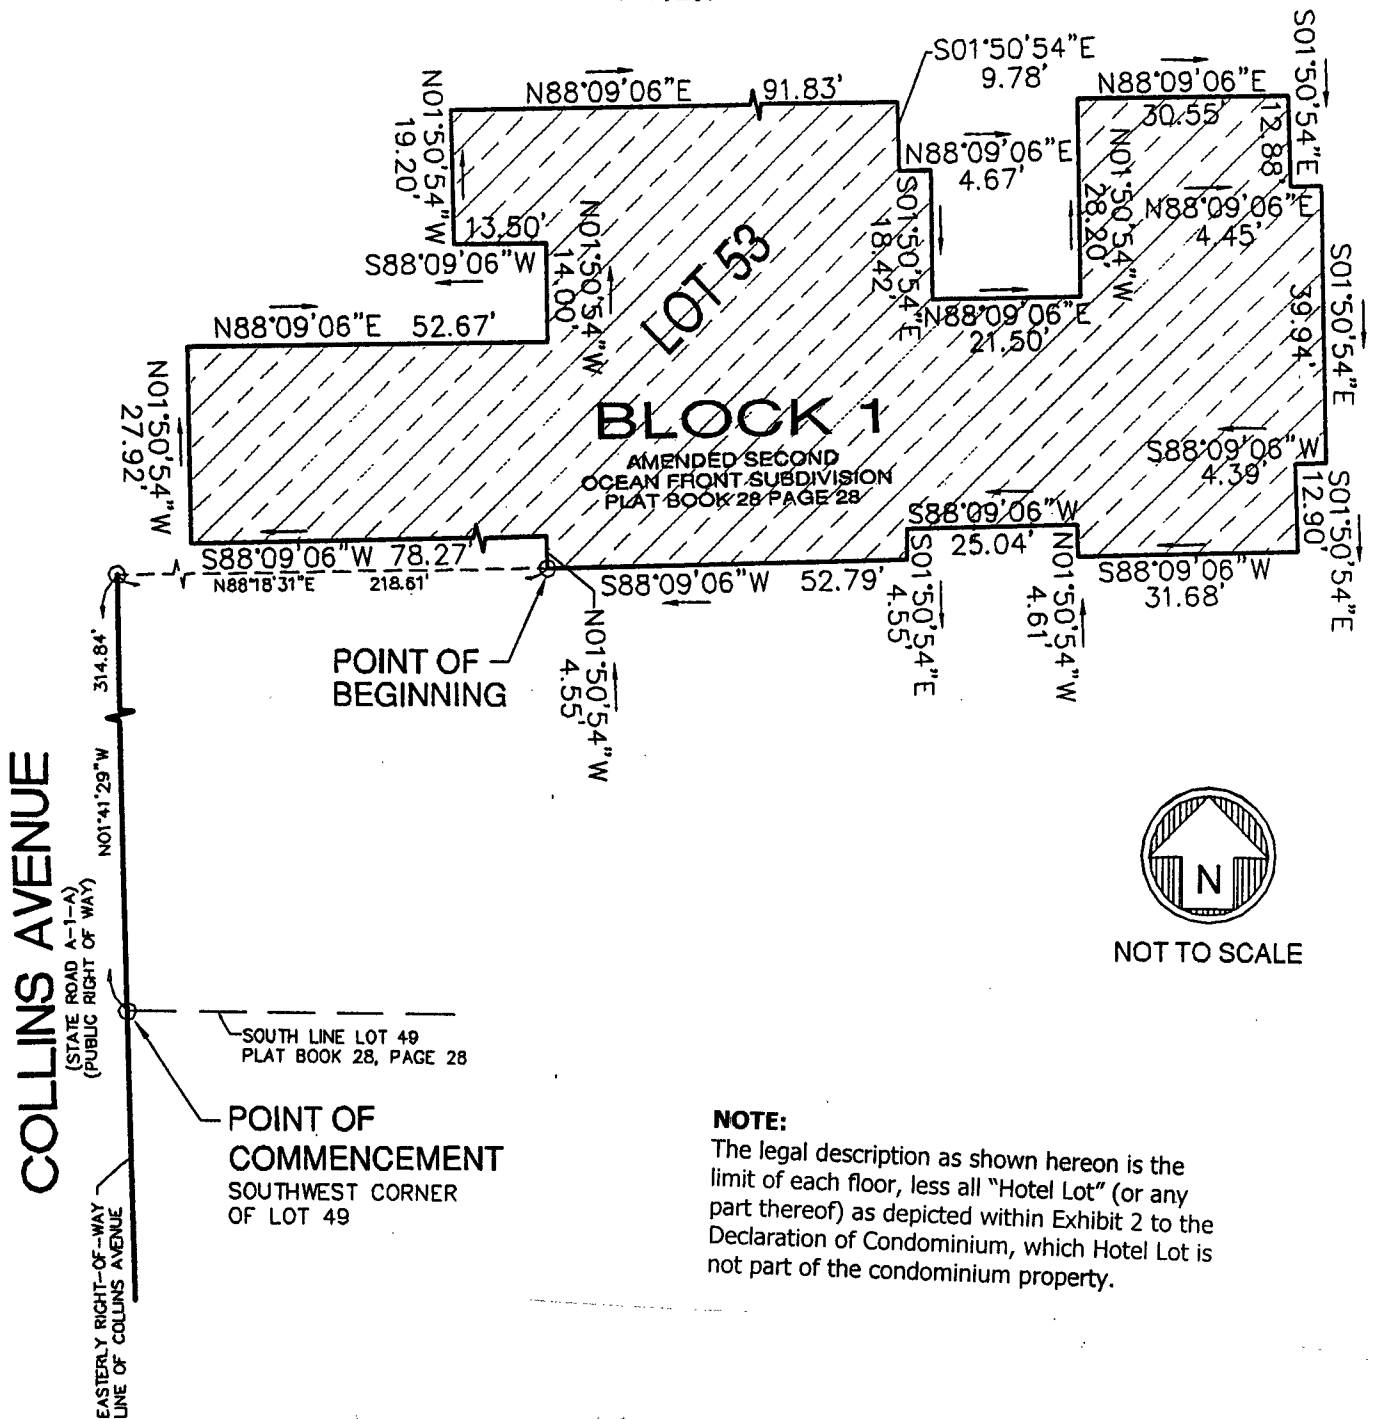 S01°50'54"E
9.78'
N88°09'06"E 91.83'
N88°09'06"E
30.55'
S01°50'54"E
12.88'
N01°50'54"W
19.20'
N88°09'06"E
4.67'
N01°50'54"W
28.20'
N88°09'06"E
4.45'
13.50'
S88°09'06"W
N01°50'54"W
14.00'
LOT 53
S01°50'54"E
18.42'
N88°09'06"E
21.50'
S01°50'54"E
39.94'
N88°09'06"E 52.67'
N01°50'54"W
27.92'
BLOCK 1
AMENDED SECOND
OCEAN FRONT SUBDIVISION
PLAT BOOK 28 PAGE 28
S88°09'06"W
4.39'
S01°50'54"E
12.90'
S88°09'06"W
25.04'
S88°09'06"W 78.27'
N88°18'31"E 218.61'
S88°09'06"W 52.79'
S01°50'54"E
4.55'
N01°50'54"W
4.61'
S88°09'06"W
31.68'
N01°50'54"W
4.55'
POINT OF
BEGINNING
314.84'
N01°41'29"W
COLLINS AVENUE
(STATE ROAD A-1-A)
(PUBLIC RIGHT OF WAY)
N
NOT TO SCALE
SOUTH LINE LOT 49
PLAT BOOK 28, PAGE 28
POINT OF
COMMENCEMENT
SOUTHWEST CORNER
OF LOT 49
EASTERLY RIGHT-OF-WAY
LINE OF COLLINS AVENUE
NOTE:
The legal description as shown hereon is the
limit of each floor, less all "Hotel Lot" (or any
part thereof) as depicted within Exhibit 2 to the
Declaration of Condominium, which Hotel Lot is
not part of the condominium property.